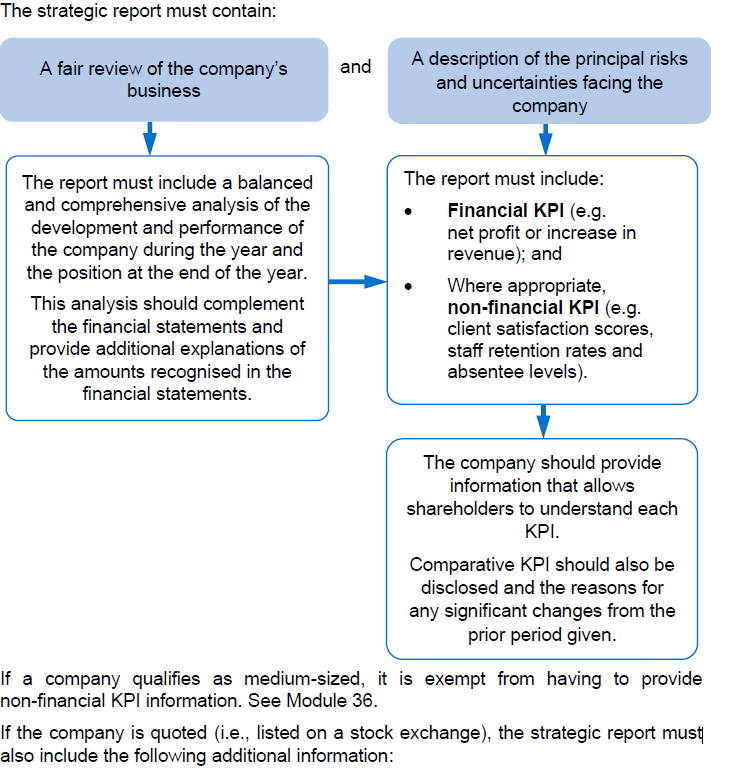 The strategic report must contain:
A fair review of the company's
business
and
A description of the principal risks
and uncertainties facing the
company
The report must include a balanced
and comprehensive analysis of the
development and performance of
the company during the year and
the position at the end of the year.
This analysis should complement
the financial statements and
provide additional explanations of
the amounts recognised in the
financial statements.
The report must include:
• Financial KPI (e.g.
net profit or increase in
revenue); and
• Where appropriate,
non-financial KPI (e.g.
client satisfaction scores,
staff retention rates and
absentee levels).
The company should provide
information that allows
shareholders to understand each
KPI.
Comparative KPI should also be
disclosed and the reasons for
any significant changes from the
prior period given.
If a company qualifies as medium-sized, it is exempt from having to provide
non-financial KPI information. See Module 36.
If the company is quoted (i.e., listed on a stock exchange), the strategic report must
also include the following additional information: